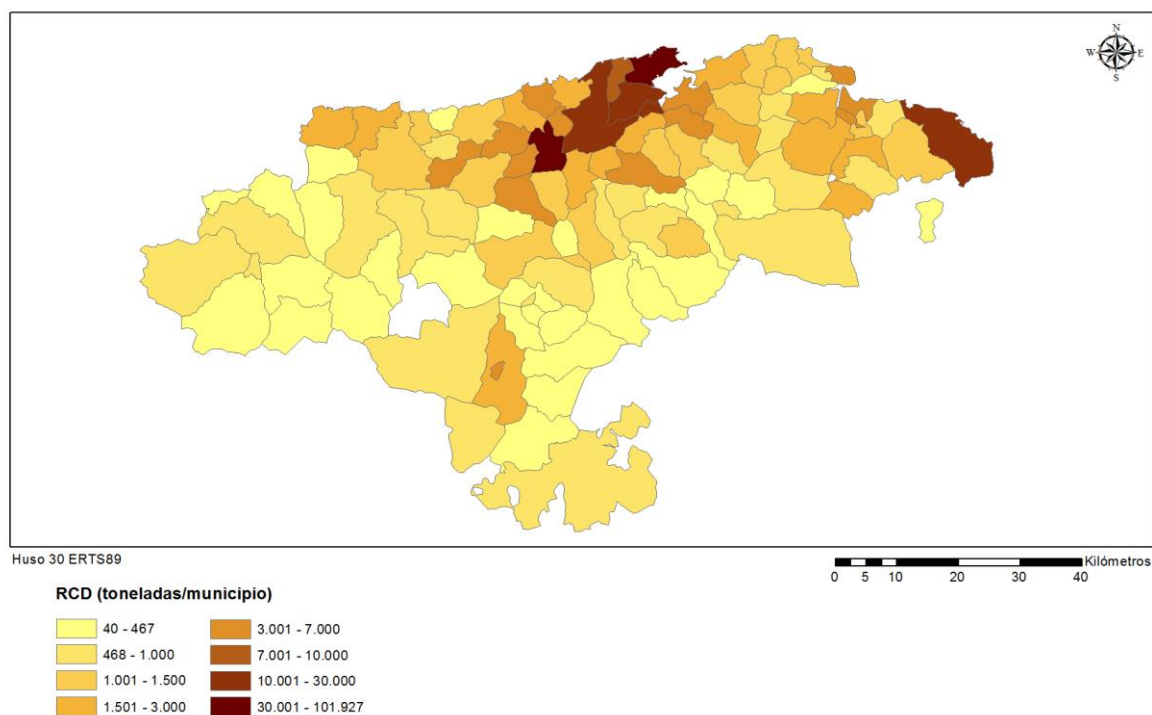 N
W E
S
Huso 30 ERTS89
Kilómetros
0 5 10 20 30 40
RCD (toneladas/municipio)
40 - 467
468 - 1.000
1.001 - 1.500
1.501 - 3.000
3.001 - 7.000
7.001 - 10.000
10.001 - 30.000
30.001 - 101.927